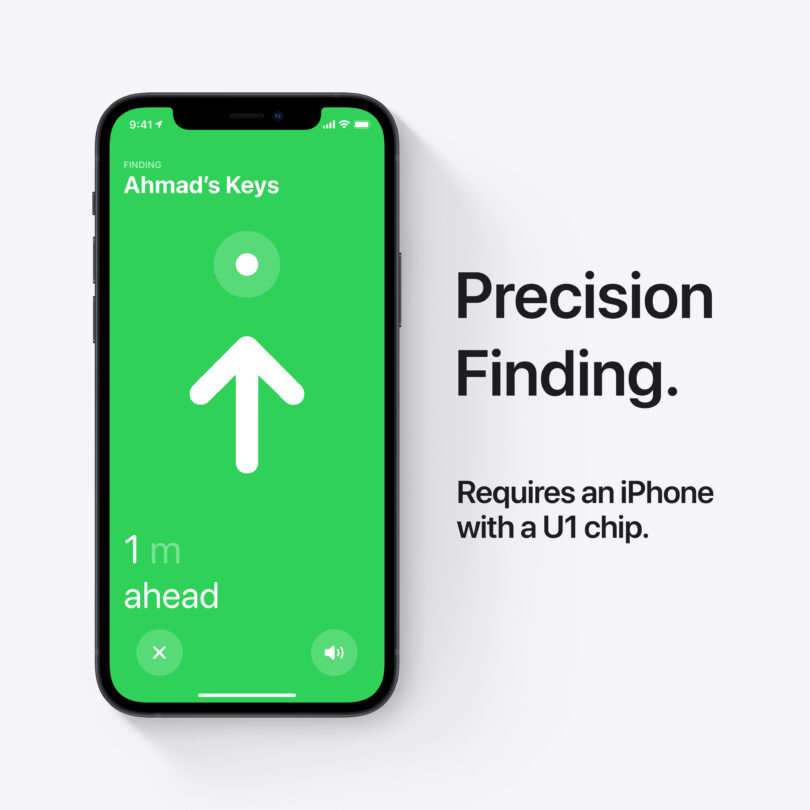 9:41
FINDING
Ahmad's Keys
1 m
ahead
Precision
Finding.
Requires an iPhone
with a U1 chip.